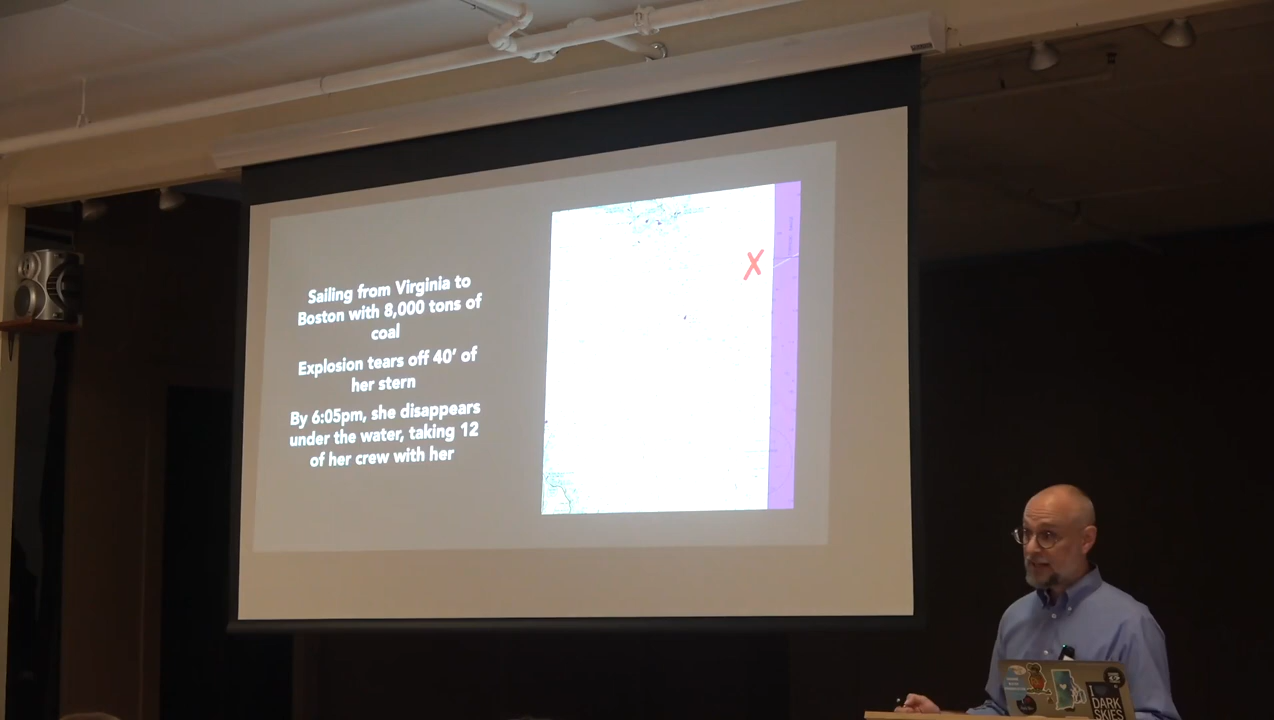 Sailing from Virginia to
Boston with 8,000 tons of
coal
Explosion tears off 40' of
her stern
By 6:05pm, she disappears
under the water, taking 12
of her crew with her
X
I
DARK
SKIES